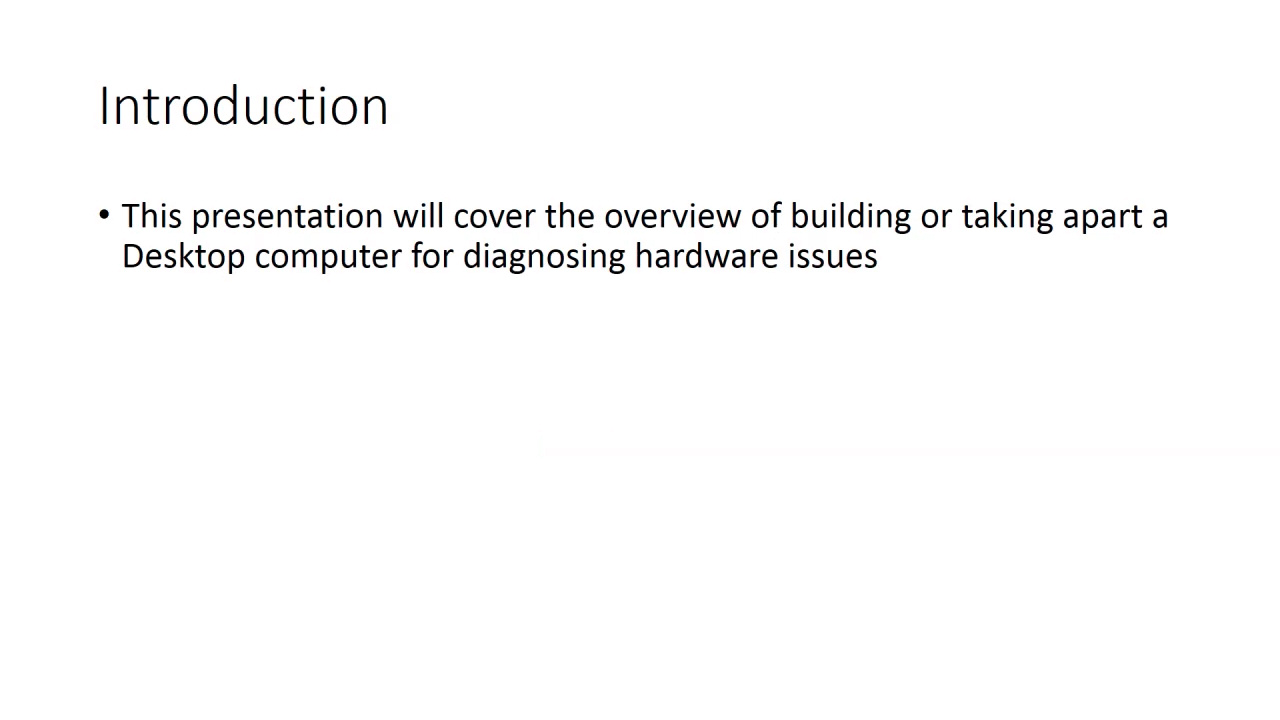 Introduction
• This presentation will cover the overview of building or taking apart a
Desktop computer for diagnosing hardware issues